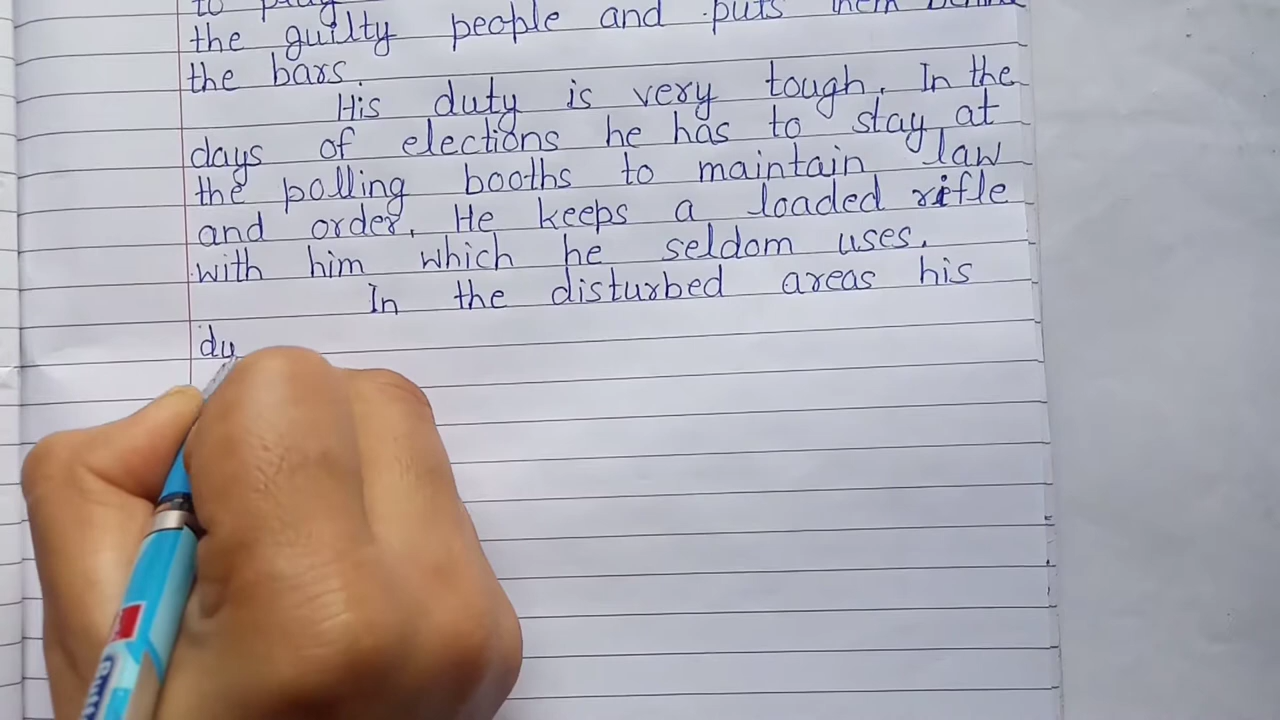 to
the guilty people and puts them behind
the bars.
His duty is very tough. In the
days of elections he has to stay at
the polling booths to maintain law
and order. He keeps a loaded rifle
with him which he seldom uses.
In the disturbed areas his
du